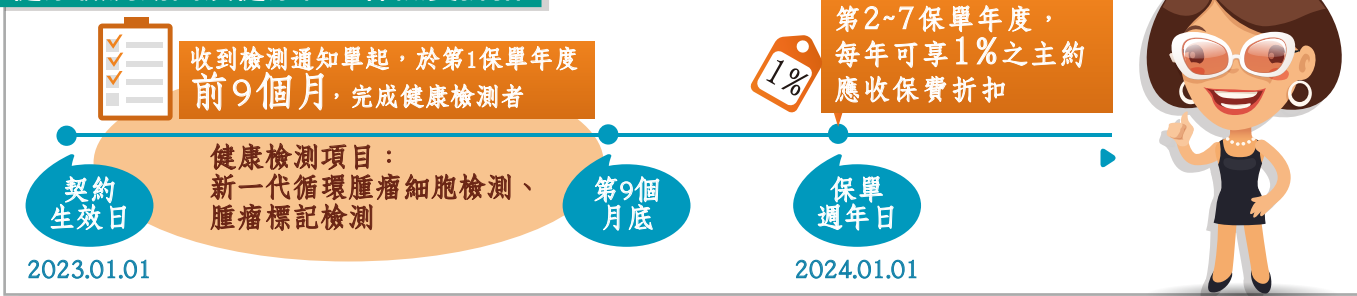 收到檢測通知單起，於第1保單年度
前9個月，完成健康檢測者
1%
第2~7保單年度，
每年可享1%之主約
應收保費折扣
健康檢測項目：
新一代循環腫瘤細胞檢測、
腫瘤標記檢測
契約
生效日
第9個
月底
保單
週年日
2023.01.01
2024.01.01